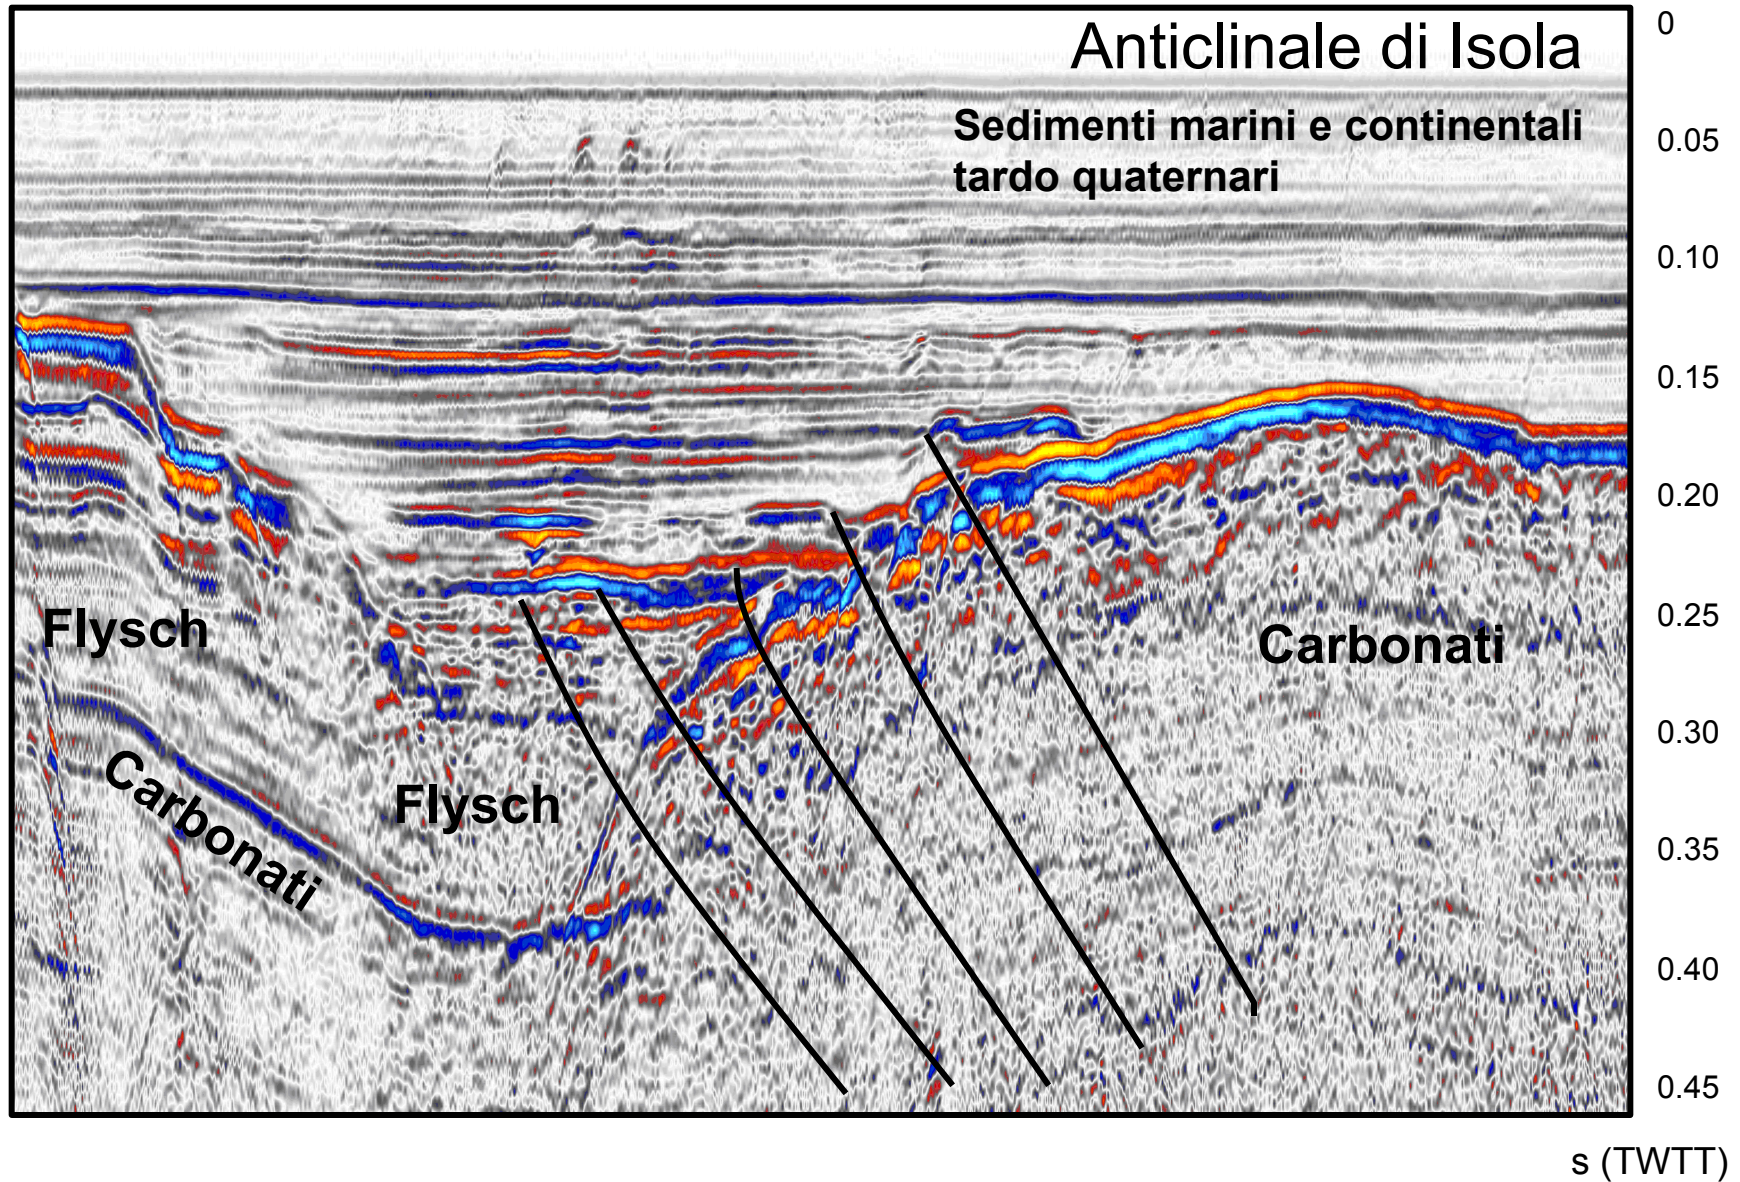 Anticlinale di Isola
Sedimenti marini e continentali
tardo quaternari
Flysch
Carbonati
Flysch
Carbonati
0
0.05
0.10
0.15
0.20
0.25
0.30
0.35
0.40
0.45
s (TWTT)